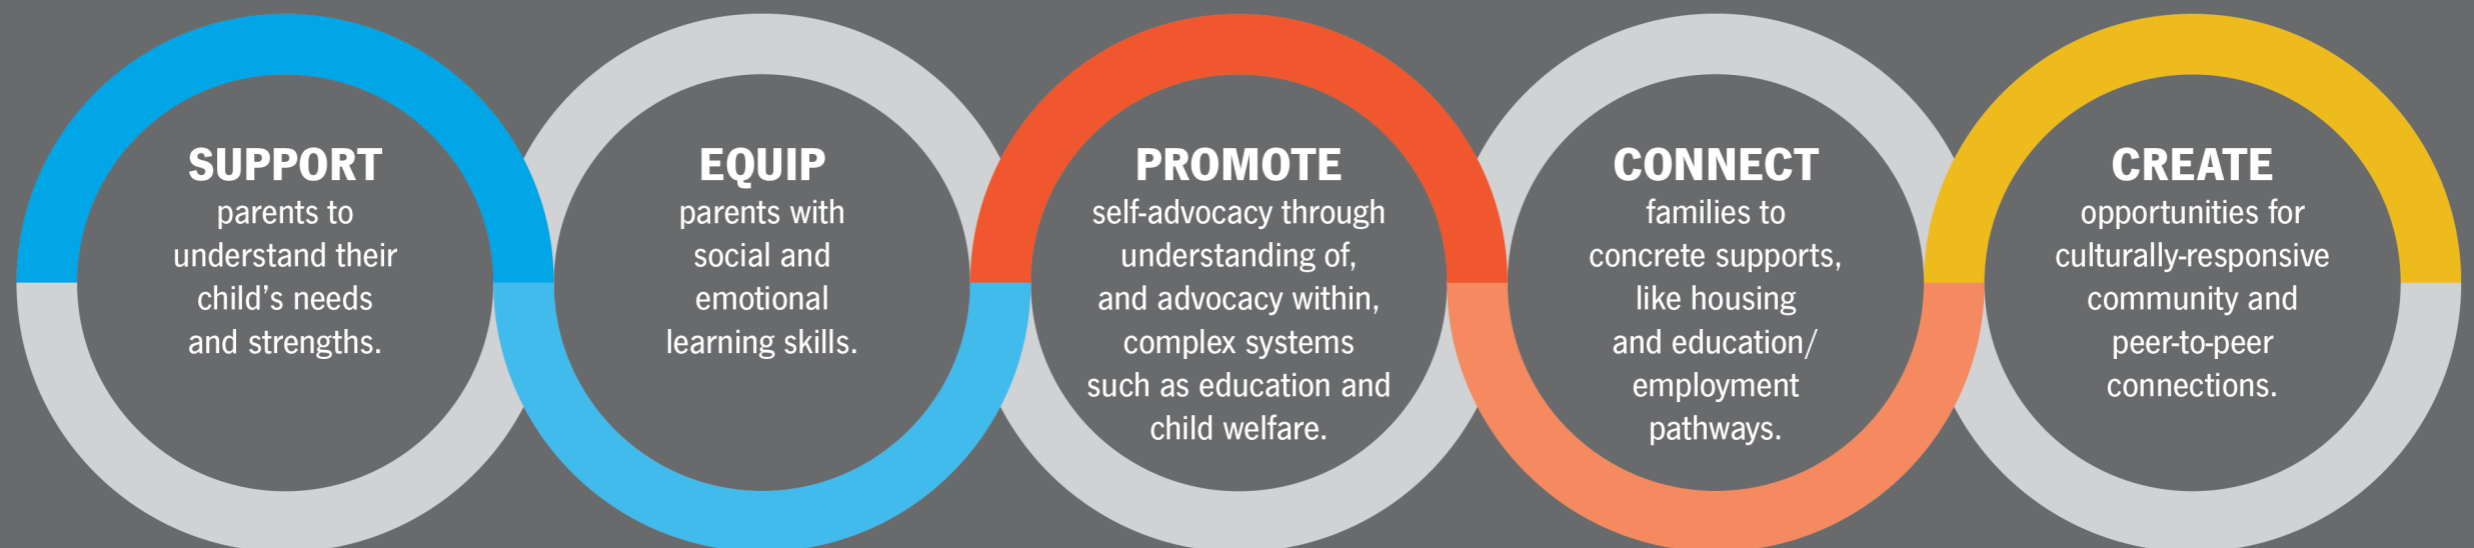 SUPPORT
parents to
understand their
child's needs
and strengths.
EQUIP
parents with
social and
emotional
learning skills.
PROMOTE
self-advocacy through
understanding of,
and advocacy within,
complex systems
such as education and
child welfare.
CONNECT
families to
concrete supports,
like housing
and education/
employment
pathways.
CREATE
opportunities for
culturally-responsive
community and
peer-to-peer
connections.